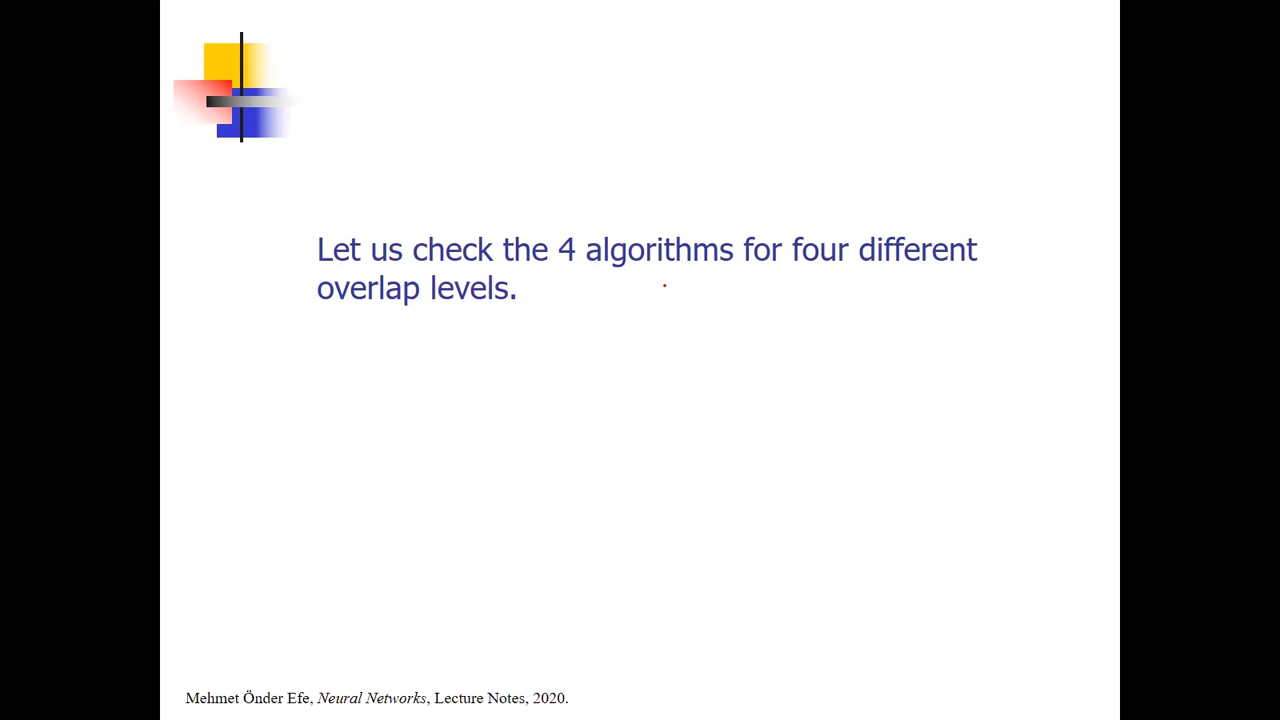 Let us check the 4 algorithms for four different
overlap levels.
Mehmet Önder Efe, Neural Networks, Lecture Notes, 2020.